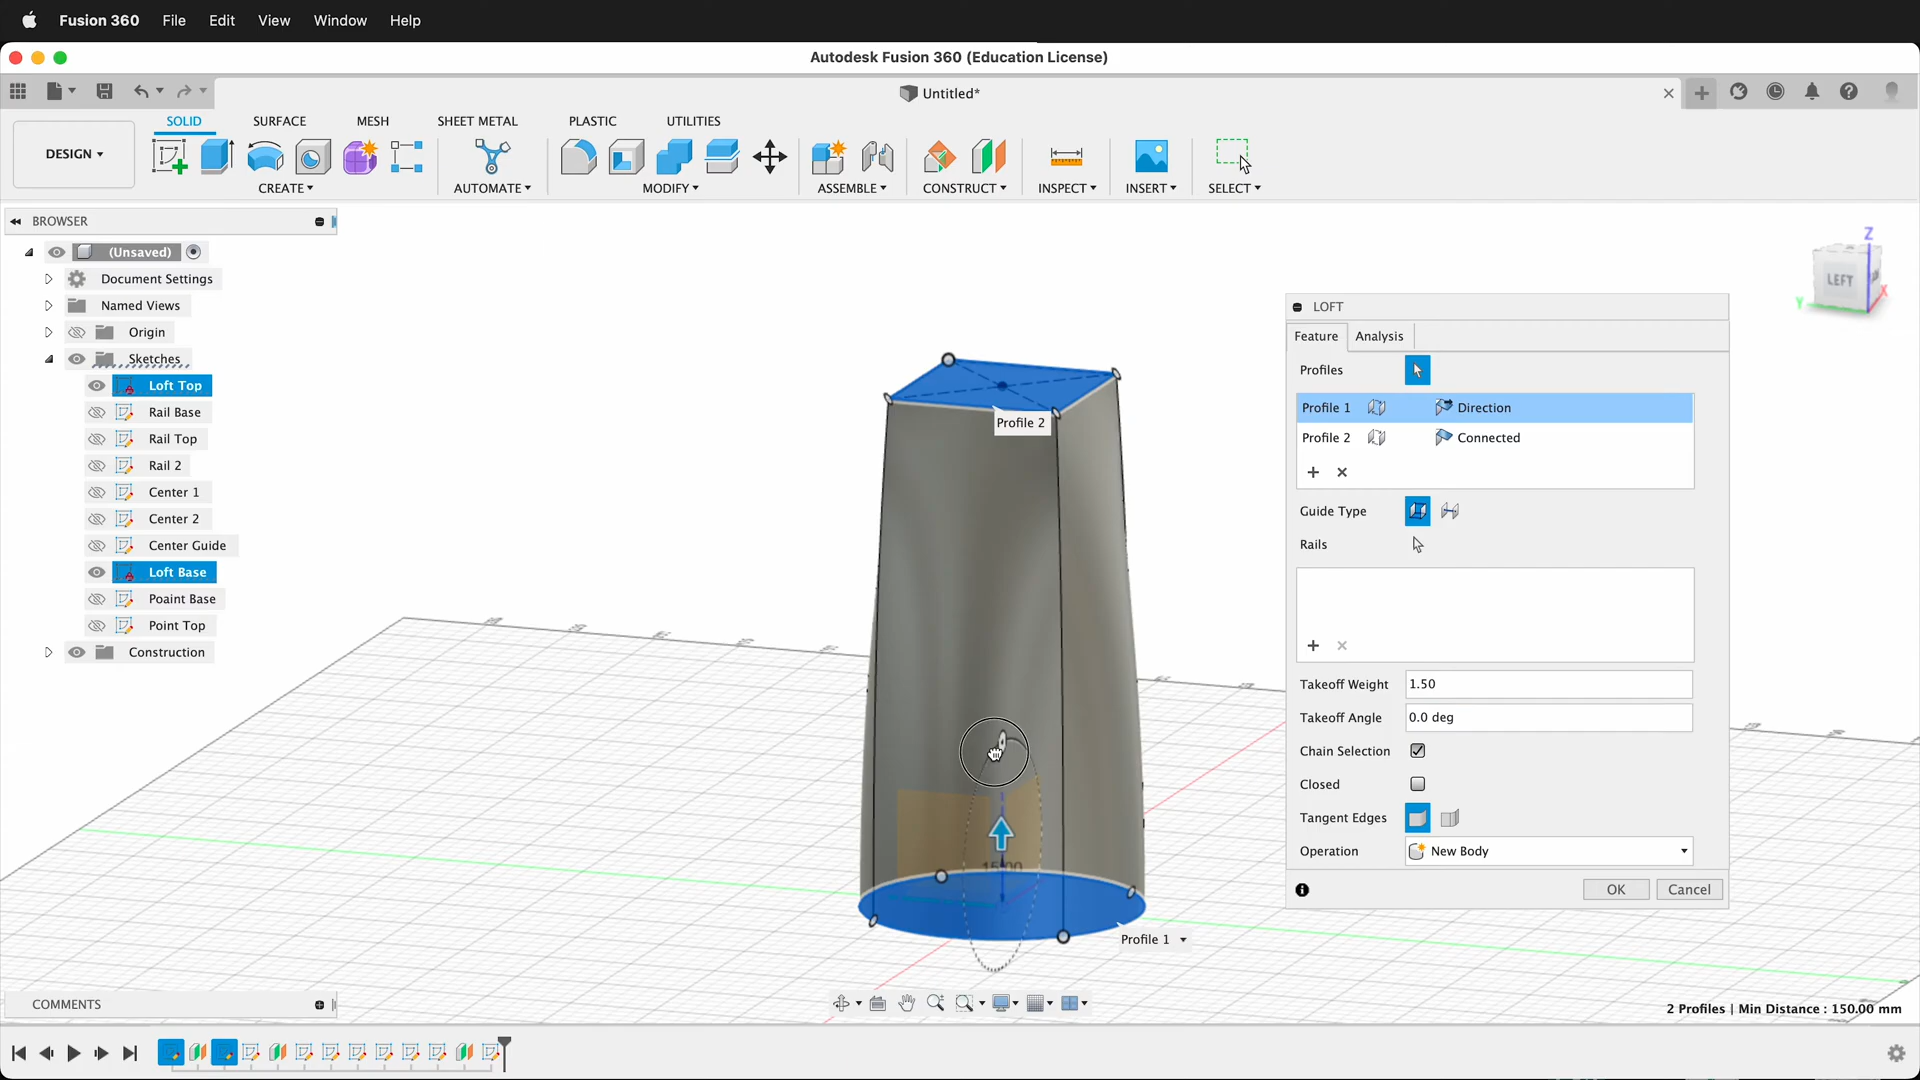 Fusion 360 File Edit View Window Help
Autodesk Fusion 360 (Education License)
Untitled*
DESIGN
SOLID SURFACE MESH SHEET METAL PLASTIC UTILITIES
CREATE AUTOMATE MODIFY ASSEMBLE CONSTRUCT INSPECT INSERT SELECT
BROWSER
(Unsaved)
Document Settings
Named Views
Origin
Sketches
Loft Top
Rail Base
Rail Top
Rail 2
Center 1
Center 2
Center Guide
Loft Base
Poaint Base
Point Top
Construction
Z
LEFT
Y
X
Profile 2
15.00
Profile 1
LOFT
Feature Analysis
Profiles
Profile 1 Direction
Profile 2 Connected
Guide Type
Rails
Takeoff Weight 1.50
Takeoff Angle 0.0 deg
Chain Selection
Closed
Tangent Edges
Operation New Body
OK Cancel
COMMENTS
2 Profiles | Min Distance : 150.00 mm